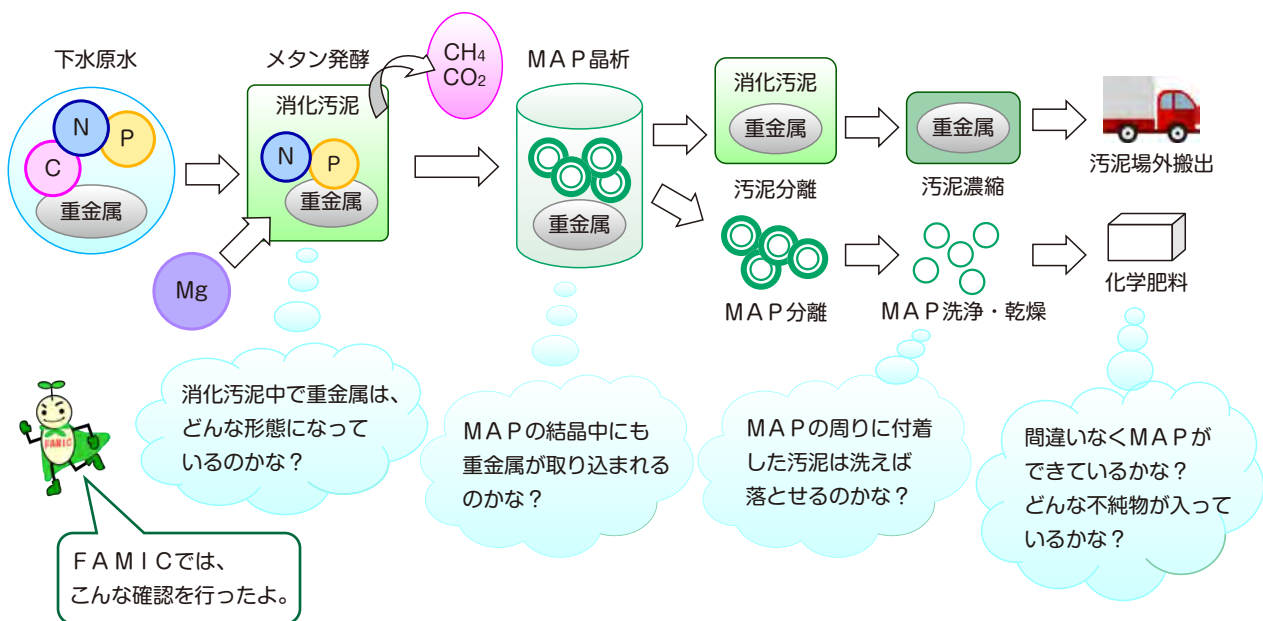 下水原水
N
P
C
重金属
Mg
メタン発酵
消化汚泥
N
P
重金属
CH₄
CO₂
ＭＡＰ晶析
重金属
消化汚泥
重金属
汚泥分離
重金属
汚泥濃縮
汚泥場外搬出
ＭＡＰ分離
ＭＡＰ洗浄・乾燥
化学肥料
消化汚泥中で重金属は、
どんな形態になって
いるのかな？
ＭＡＰの結晶中にも
重金属が取り込まれる
のかな？
ＭＡＰの周りに付着
した汚泥は洗えば
落とせるのかな？
間違いなくＭＡＰが
できているかな？
どんな不純物が入って
いるかな？
FAMIC
ＦＡＭＩＣでは、
こんな確認を行ったよ。